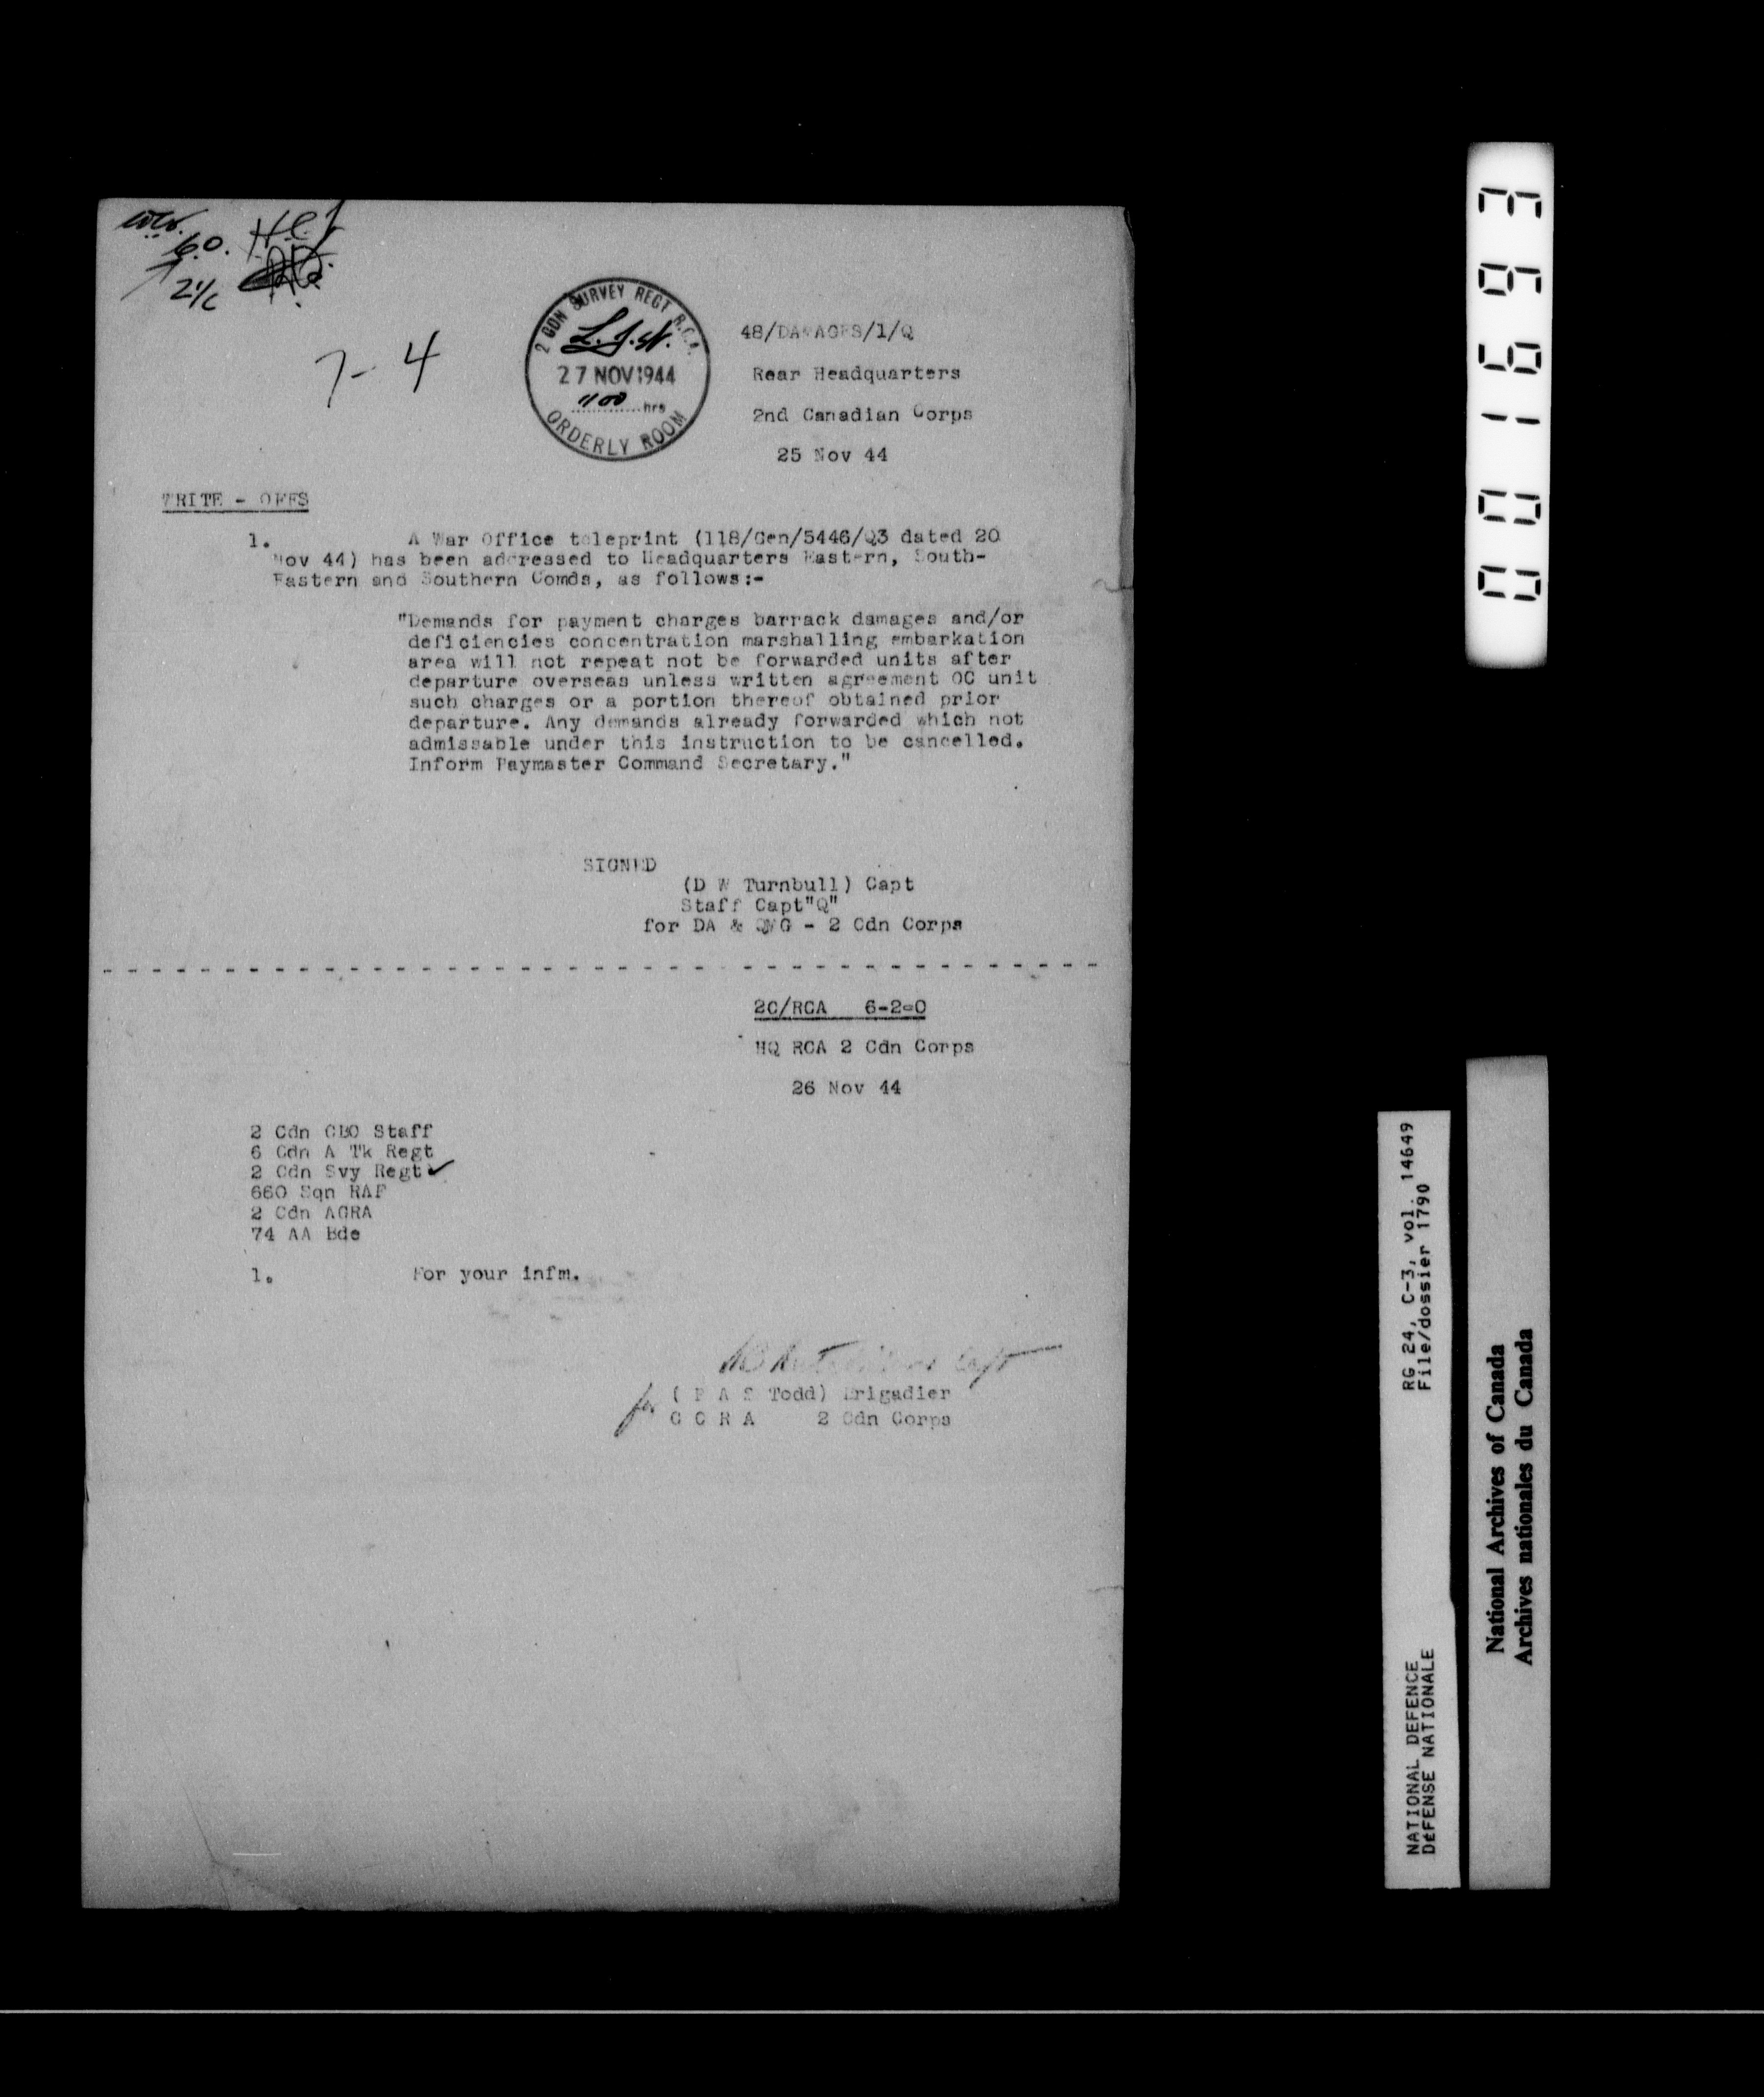 60.
2i/c
7-4
2 CDN SURVEY REGT R.C.A.
27 NOV 1944
1100 hrs
ORDERLY ROOM
48/DAMAGES/1/Q
Rear Headquarters
2nd Canadian Corps
25 Nov 44
WRITE - OFFS
1. A War Office teleprint (118/Gen/5446/Q3 dated 20
Nov 44) has been addressed to Headquarters Eastern, South-
Eastern and Southern Comds, as follows:-
"Demands for payment charges barrack damages and/or
deficiencies concentration marshalling embarkation
area will not repeat not be forwarded units after
departure overseas unless written agreement OC unit
such charges or a portion thereof obtained prior
departure. Any demands already forwarded which not
admissable under this instruction to be cancelled.
Inform Paymaster Command Secretary."
SIGNED
(D W Turnbull) Capt
Staff Capt"Q"
for DA & QMG - 2 Cdn Corps
2C/RCA 6-2-0
HQ RCA 2 Cdn Corps
26 Nov 44
2 Cdn CBO Staff
6 Cdn A Tk Regt
2 Cdn Svy Regt ✓
660 Sqn RAF
2 Cdn AGRA
74 AA Bde
1. For your infm.
Capt
for (P A S Todd) Brigadier
C C R A 2 Cdn Corps
001693
RG 24, C-3, vol. 14649
File/dossier 1790
NATIONAL DEFENCE
DéFENSE NATIONALE
National Archives of Canada
Archives nationales du Canada